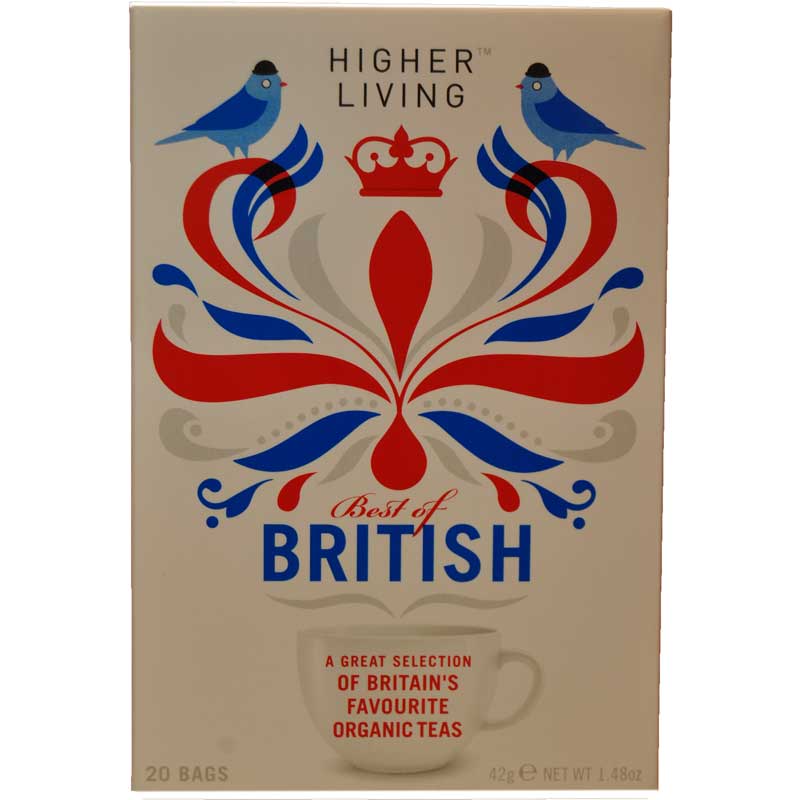 HIGHER™
LIVING
Best of
BRITISH
A GREAT SELECTION
OF BRITAIN'S
FAVOURITE
ORGANIC TEAS
20 BAGS
42g ℮ NET WT 1.48oz